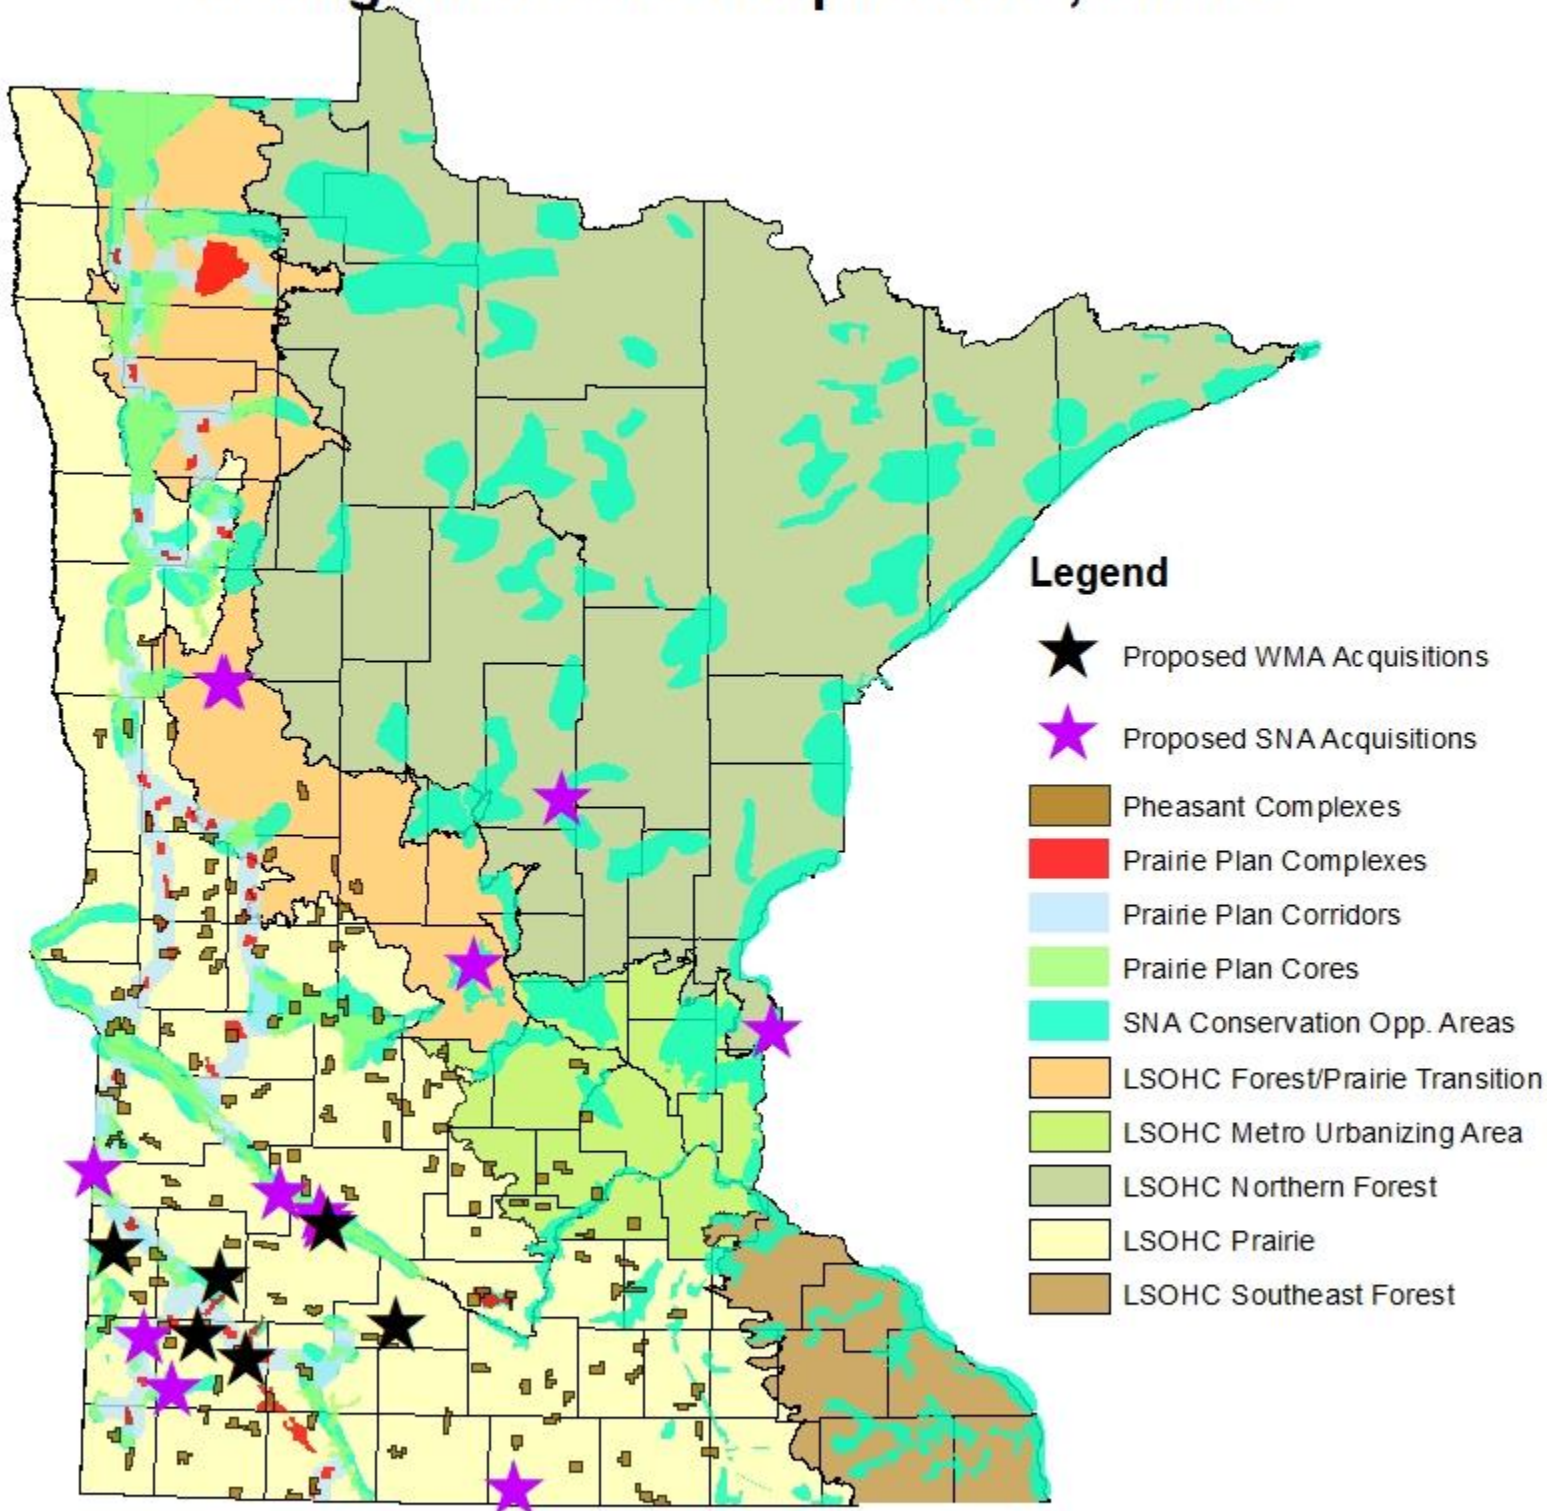 Legend
Proposed WMA Acquisitions
Proposed SNA Acquisitions
Pheasant Complexes
Prairie Plan Complexes
Prairie Plan Corridors
Prairie Plan Cores
SNA Conservation Opp. Areas
LSOHC Forest/Prairie Transition
LSOHC Metro Urbanizing Area
LSOHC Northern Forest
LSOHC Prairie
LSOHC Southeast Forest